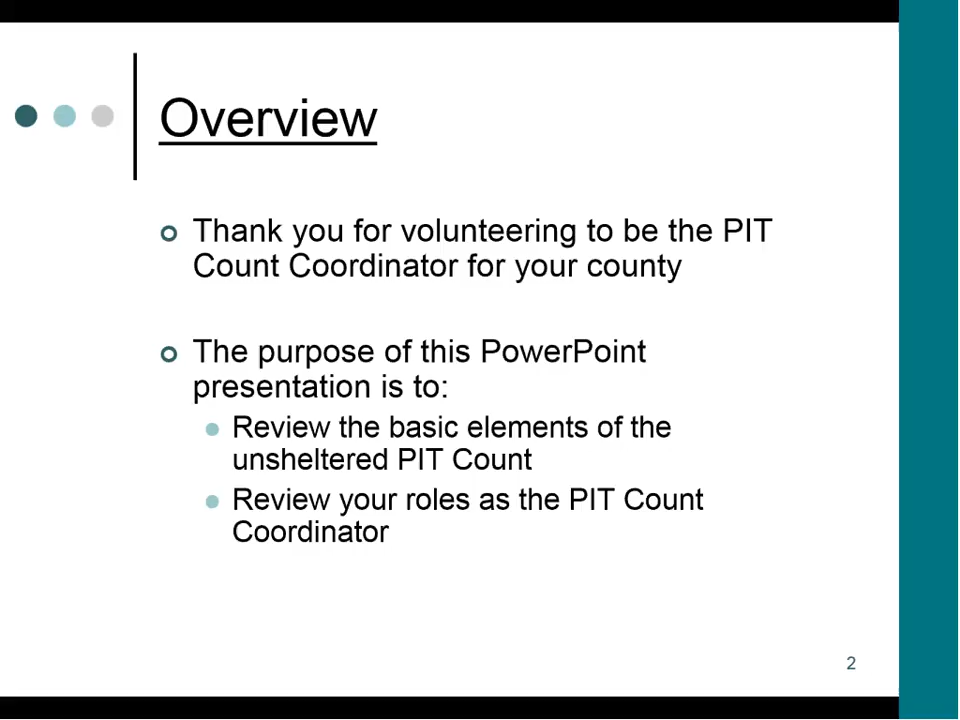 Overview
Thank you for volunteering to be the PIT
Count Coordinator for your county
The purpose of this PowerPoint
presentation is to:
Review the basic elements of the
unsheltered PIT Count
Review your roles as the PIT Count
Coordinator
2